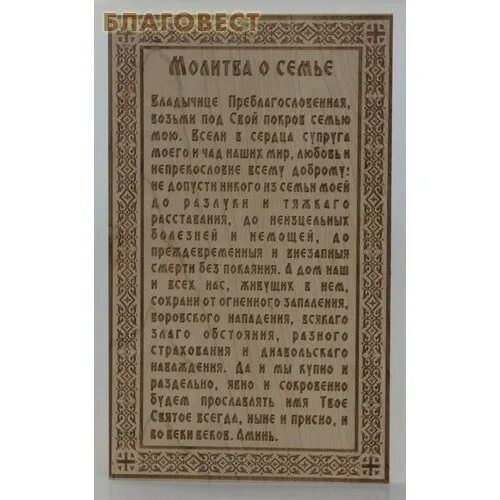 БЛАГОВЕСТ
Молитва о семье
Владычице Преблагословенная,
возьми под Свой покров семью
мою. Всели в сердца супруга
моего и чад наших мир, любовь и
непрекословие всему доброму:
не допусти никого из семьи моей
до разлуки и тяжкаго
расставания, до неизцельных
болезней и немощей, до
преждевременныя и внезапныя
смерти без покаяния. А дом наш
и всех нас, живущих в нем,
сохрани от огненного запаления,
воровского нападения, всякаго
злаго обстояния, разного
страхования и диавольскаго
наваждения. Да и мы купно и
раздельно, явно и сокровенно
будем прославлять имя Твое
Святое всегда, ныне и присно, и
во веки веков. Аминь.